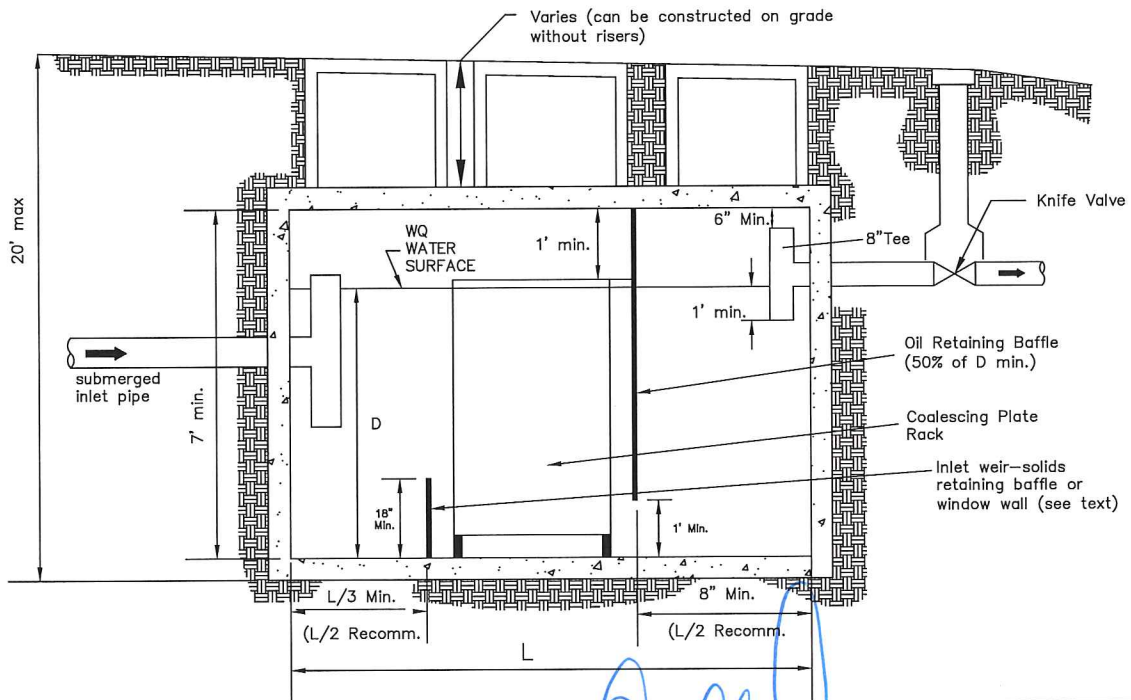 Varies (can be constructed on grade
without risers)
20' max
7' min.
WQ
WATER
SURFACE
1' min.
6" Min.
8"Tee
Knife Valve
1' min.
submerged
inlet pipe
D
Oil Retaining Baffle
(50% of D min.)
Coalescing Plate
Rack
Inlet weir–solids
retaining baffle or
window wall (see text)
18"
Min.
1' Min.
L/3 Min.
(L/2 Recomm.
8" Min.
(L/2 Recomm.
L